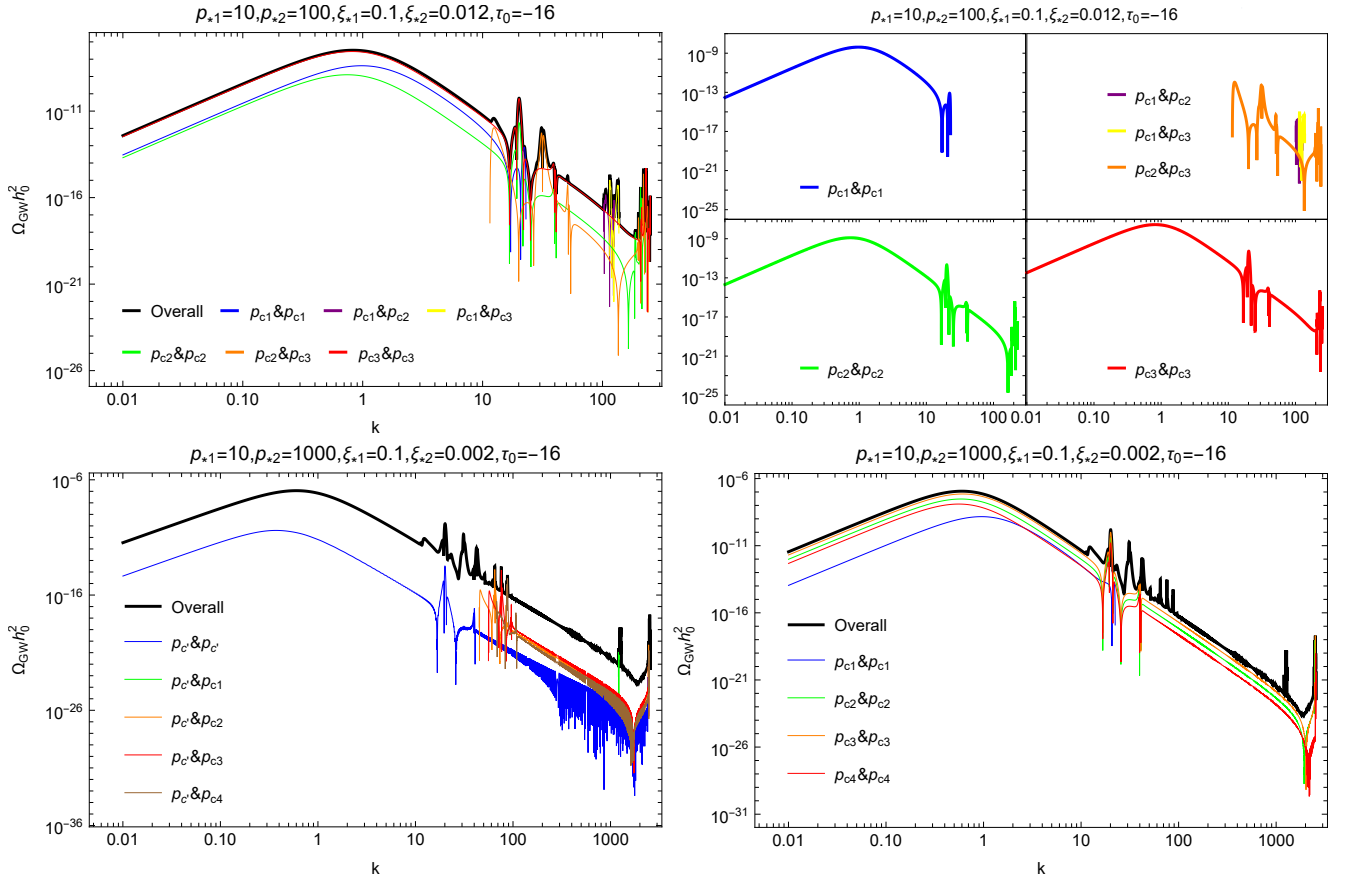 p*1=10,p*2=100,ξ*1=0.1,ξ*2=0.012,τ0=−16
10^−11
10^−16
10^−21
10^−26
ΩGWh0^2
Overall pc1&pc1 pc1&pc2 pc1&pc3
pc2&pc2 pc2&pc3 pc3&pc3
0.01 0.10 1 10 100
k
p*1=10,p*2=100,ξ*1=0.1,ξ*2=0.012,τ0=−16
10^−9
10^−13
10^−17
10^−21
10^−25
pc1&pc1
pc1&pc2
pc1&pc3
pc2&pc3
10^−9
10^−13
10^−17
10^−21
10^−25
pc2&pc2
pc3&pc3
0.01 0.10 1 10 100 0.01 0.10 1 10 100
p*1=10,p*2=1000,ξ*1=0.1,ξ*2=0.002,τ0=−16
10^−6
10^−16
10^−26
10^−36
ΩGWh0^2
Overall
pc'&pc'
pc'&pc1
pc'&pc2
pc'&pc3
pc'&pc4
0.01 0.10 1 10 100 1000
k
p*1=10,p*2=1000,ξ*1=0.1,ξ*2=0.002,τ0=−16
10^−6
10^−11
10^−16
10^−21
10^−26
10^−31
ΩGWh0^2
Overall
pc1&pc1
pc2&pc2
pc3&pc3
pc4&pc4
0.01 0.10 1 10 100 1000
k